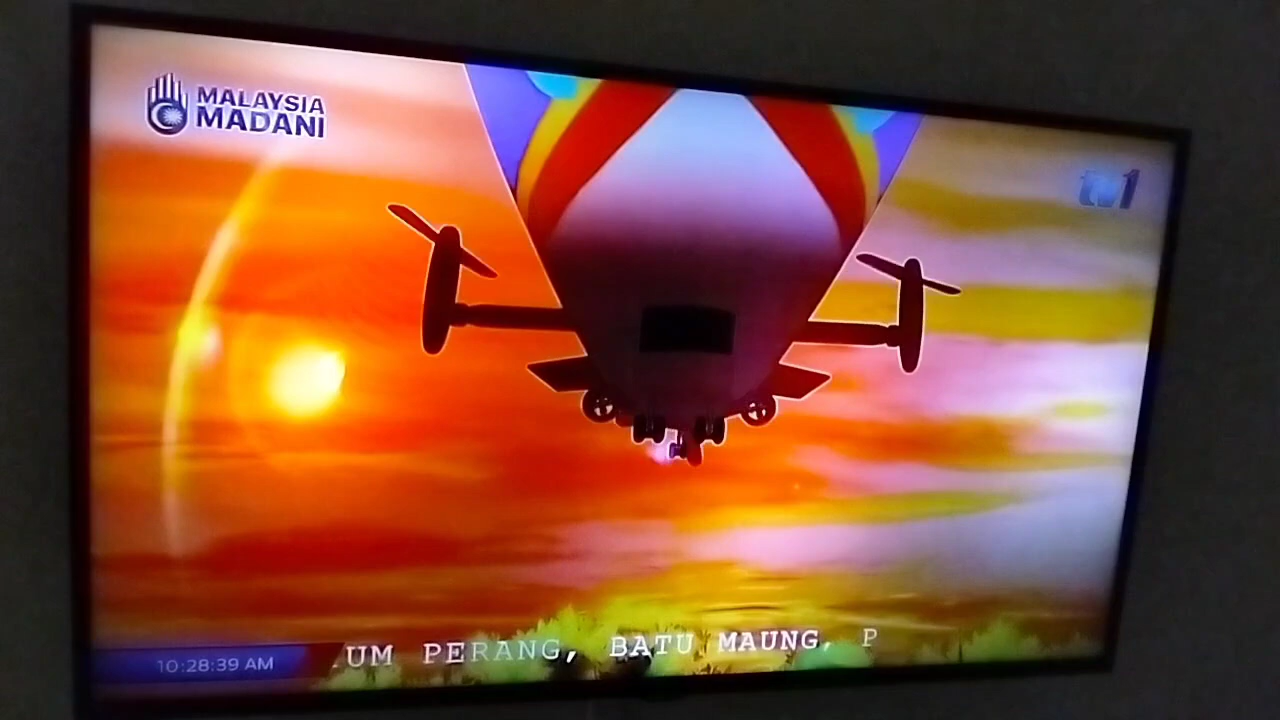 MALAYSIA
MADANI
tv1
.UM PERANG, BATU MAUNG, P
10:28:39 AM